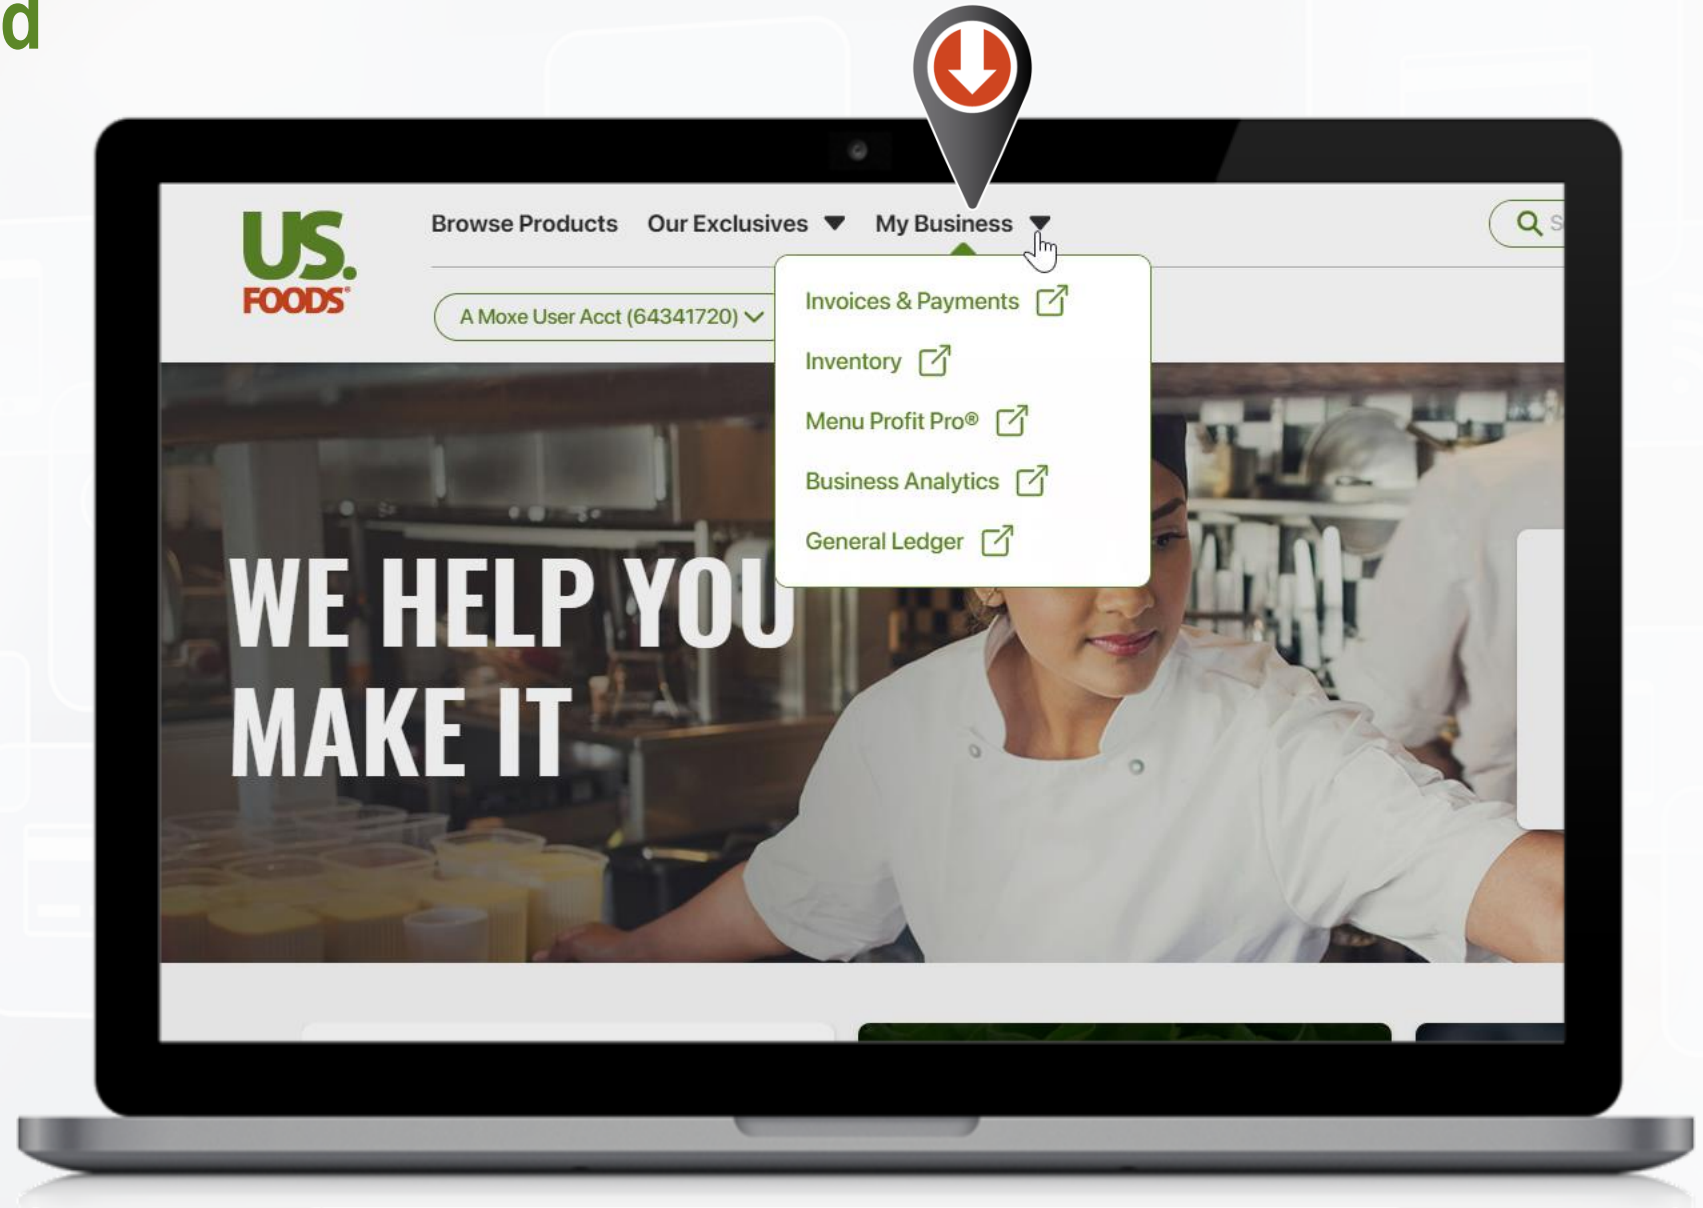 d
US.
FOODS®
Browse Products Our Exclusives My Business
A Moxe User Acct (64341720)
Invoices & Payments
Inventory
Menu Profit Pro®
Business Analytics
General Ledger
WE HELP YOU
MAKE IT